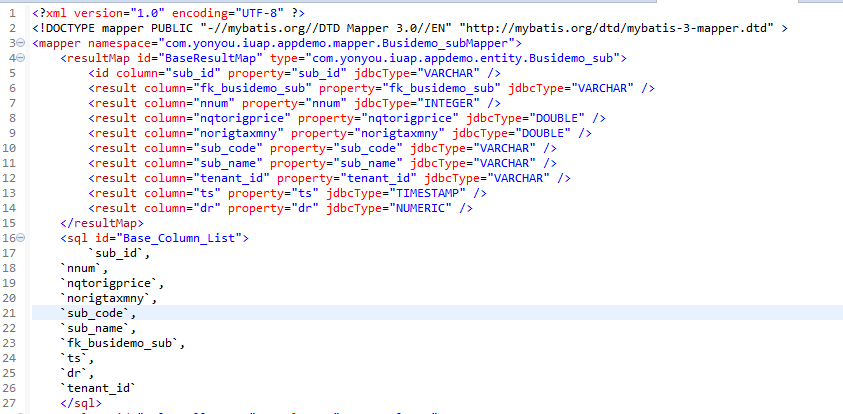 1 <?xml version="1.0" encoding="UTF-8" ?>
2 <!DOCTYPE mapper PUBLIC "-//mybatis.org//DTD Mapper 3.0//EN" "http://mybatis.org/dtd/mybatis-3-mapper.dtd" >
3 <mapper namespace="com.yonyou.iuap.appdemo.mapper.Busidemo_subMapper">
4 <resultMap id="BaseResultMap" type="com.yonyou.iuap.appdemo.entity.Busidemo_sub">
5 <id column="sub_id" property="sub_id" jdbcType="VARCHAR" />
6 <result column="fk_busidemo_sub" property="fk_busidemo_sub" jdbcType="VARCHAR" />
7 <result column="nnum" property="nnum" jdbcType="INTEGER" />
8 <result column="nqtorigprice" property="nqtorigprice" jdbcType="DOUBLE" />
9 <result column="norigtaxmny" property="norigtaxmny" jdbcType="DOUBLE" />
10 <result column="sub_code" property="sub_code" jdbcType="VARCHAR" />
11 <result column="sub_name" property="sub_name" jdbcType="VARCHAR" />
12 <result column="tenant_id" property="tenant_id" jdbcType="VARCHAR" />
13 <result column="ts" property="ts" jdbcType="TIMESTAMP" />
14 <result column="dr" property="dr" jdbcType="NUMERIC" />
15 </resultMap>
16 <sql id="Base_Column_List">
17 `sub_id`,
18 `nnum`,
19 `nqtorigprice`,
20 `norigtaxmny`,
21 `sub_code`,
22 `sub_name`,
23 `fk_busidemo_sub`,
24 `ts`,
25 `dr`,
26 `tenant_id`
27 </sql>